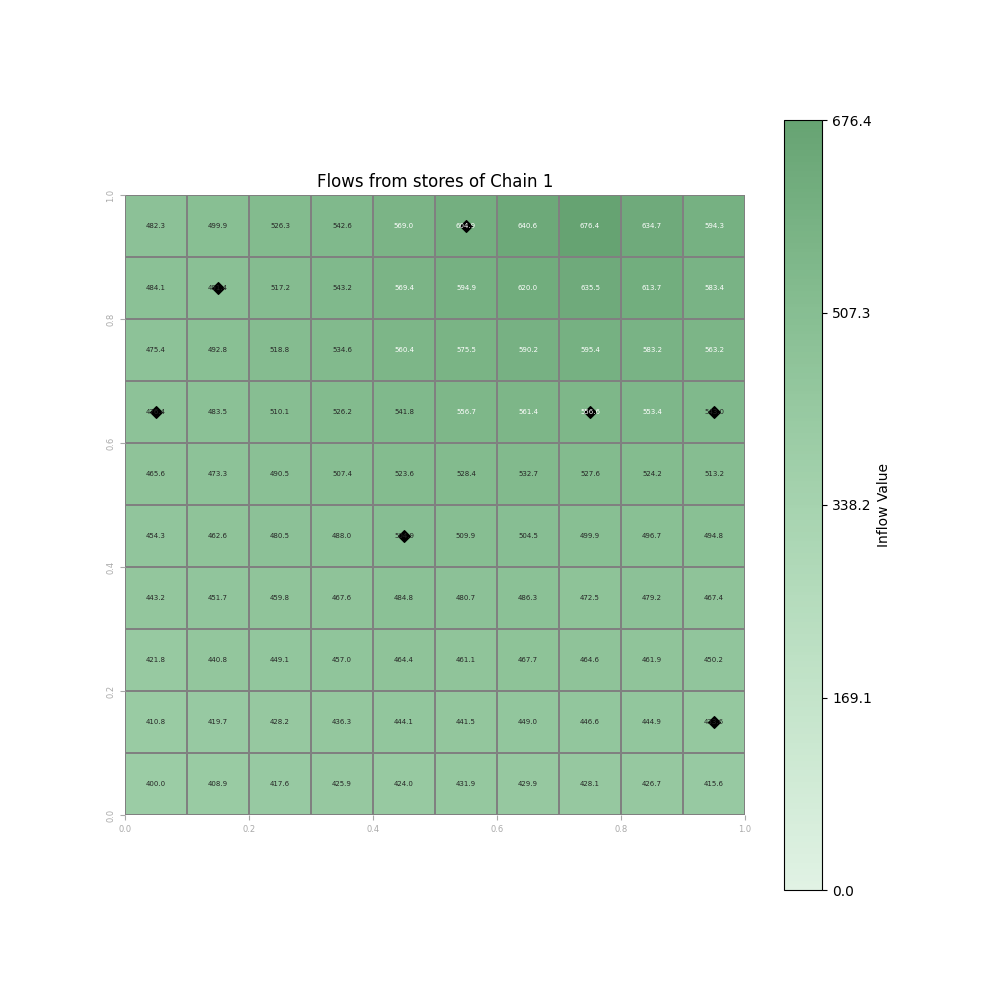 Flows from stores of Chain 1
1.0
482.3 499.9 526.3 542.6 569.0 640.6 676.4 634.7 594.3
484.1 517.2 543.2 569.4 594.9 620.0 635.5 613.7 583.4
0.8
475.4 492.8 518.8 534.6 560.4 575.5 590.2 595.4 583.2 563.2
483.5 510.1 526.2 541.8 556.7 561.4 553.4
0.6
465.6 473.3 490.5 507.4 523.6 528.4 532.7 527.6 524.2 513.2
454.3 462.6 480.5 488.0 509.9 504.5 499.9 496.7 494.8
0.4
443.2 451.7 459.8 467.6 484.8 480.7 486.3 472.5 479.2 467.4
421.8 440.8 449.1 457.0 464.4 461.1 467.7 464.6 461.9 450.2
0.2
410.8 419.7 428.2 436.3 444.1 441.5 449.0 446.6 444.9
400.0 408.9 417.6 425.9 424.0 431.9 429.9 428.1 426.7 415.6
0.0
0.0 0.2 0.4 0.6 0.8 1.0
676.4
507.3
338.2
169.1
0.0
Inflow Value